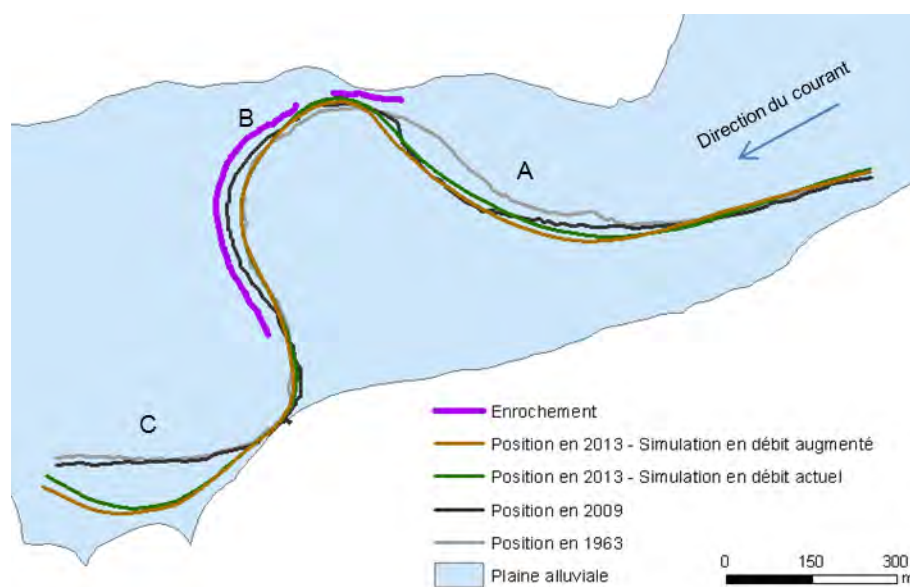 Direction du courant
B
A
C
Enrochement
Position en 2013 - Simulation en débit augmenté
Position en 2013 - Simulation en débit actuel
Position en 2009
Position en 1963
Plaine alluviale
0 150 300